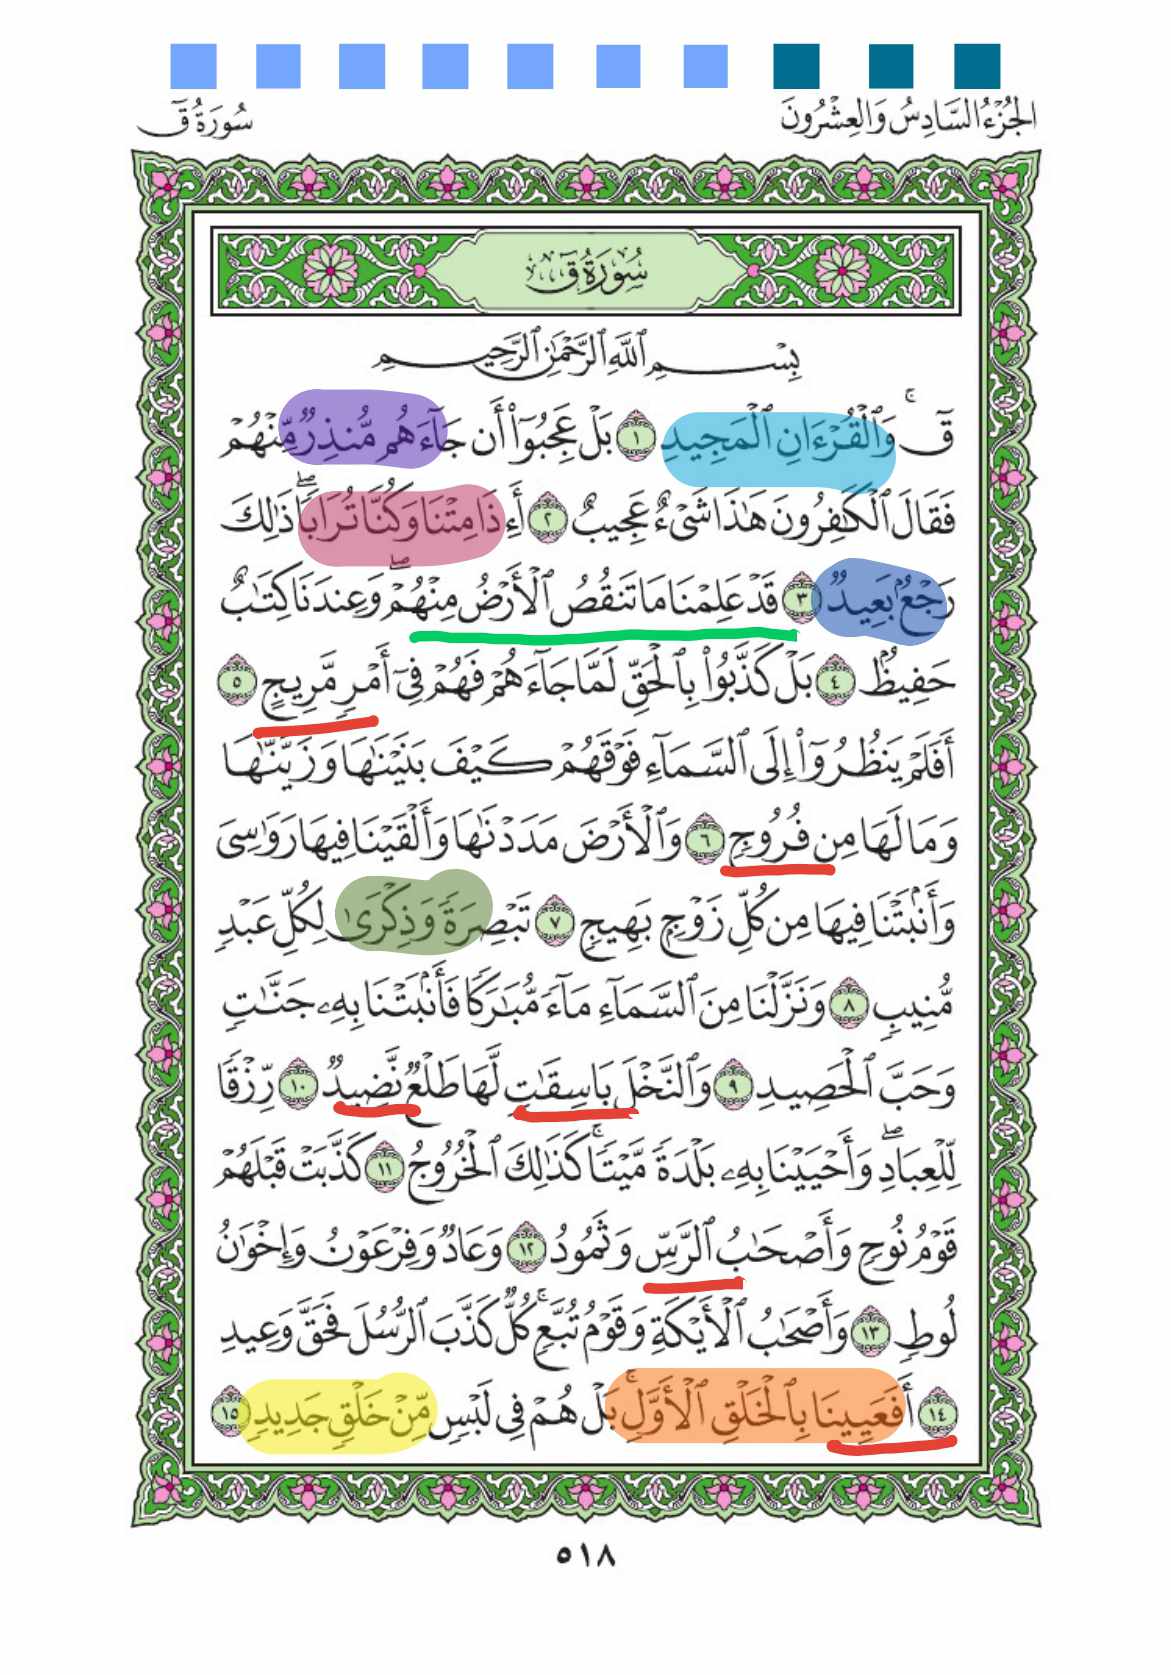 الجُزْءُ السَّادِسُ وَالعِشْرُونَ
سُورَةُ قٓ
سُورَةُ قٓ
بِسْمِ ٱللَّهِ ٱلرَّحْمَٰنِ ٱلرَّحِيمِ
قٓۚ وَٱلْقُرْءَانِ ٱلْمَجِيدِ ١ بَلْ عَجِبُوٓا۟ أَن جَآءَهُم مُّنذِرٌ مِّنْهُمْ
فَقَالَ ٱلْكَٰفِرُونَ هَٰذَا شَىْءٌ عَجِيبٌ ٢ أَءِذَا مِتْنَا وَكُنَّا تُرَابًاۖ ذَٰلِكَ
رَجْعٌۢ بَعِيدٌ ٣ قَدْ عَلِمْنَا مَا تَنقُصُ ٱلْأَرْضُ مِنْهُمْۖ وَعِندَنَا كِتَٰبٌ
حَفِيظٌۢ ٤ بَلْ كَذَّبُوا۟ بِٱلْحَقِّ لَمَّا جَآءَهُمْ فَهُمْ فِىٓ أَمْرٍ مَّرِيجٍ ٥
أَفَلَمْ يَنظُرُوٓا۟ إِلَى ٱلسَّمَآءِ فَوْقَهُمْ كَيْفَ بَنَيْنَٰهَا وَزَيَّنَّٰهَا
وَمَا لَهَا مِن فُرُوجٍ ٦ وَٱلْأَرْضَ مَدَدْنَٰهَا وَأَلْقَيْنَا فِيهَا رَوَٰسِىَ
وَأَنۢبَتْنَا فِيهَا مِن كُلِّ زَوْجٍۭ بَهِيجٍ ٧ تَبْصِرَةً وَذِكْرَىٰ لِكُلِّ عَبْدٍ
مُّنِيبٍ ٨ وَنَزَّلْنَا مِنَ ٱلسَّمَآءِ مَآءً مُّبَٰرَكًا فَأَنۢبَتْنَا بِهِۦ جَنَّٰتٍ
وَحَبَّ ٱلْحَصِيدِ ٩ وَٱلنَّخْلَ بَاسِقَٰتٍ لَّهَا طَلْعٌ نَّضِيدٌ ١٠ رِّزْقًا
لِّلْعِبَادِۖ وَأَحْيَيْنَا بِهِۦ بَلْدَةً مَّيْتًاۚ كَذَٰلِكَ ٱلْخُرُوجُ ١١ كَذَّبَتْ قَبْلَهُمْ
قَوْمُ نُوحٍ وَأَصْحَٰبُ ٱلرَّسِّ وَثَمُودُ ١٢ وَعَادٌ وَفِرْعَوْنُ وَإِخْوَٰنُ
لُوطٍ ١٣ وَأَصْحَٰبُ ٱلْأَيْكَةِ وَقَوْمُ تُبَّعٍۚ كُلٌّ كَذَّبَ ٱلرُّسُلَ فَحَقَّ وَعِيدِ
١٤ أَفَعَيِينَا بِٱلْخَلْقِ ٱلْأَوَّلِۚ بَلْ هُمْ فِى لَبْسٍ مِّنْ خَلْقٍ جَدِيدٍ ١٥
٥١٨